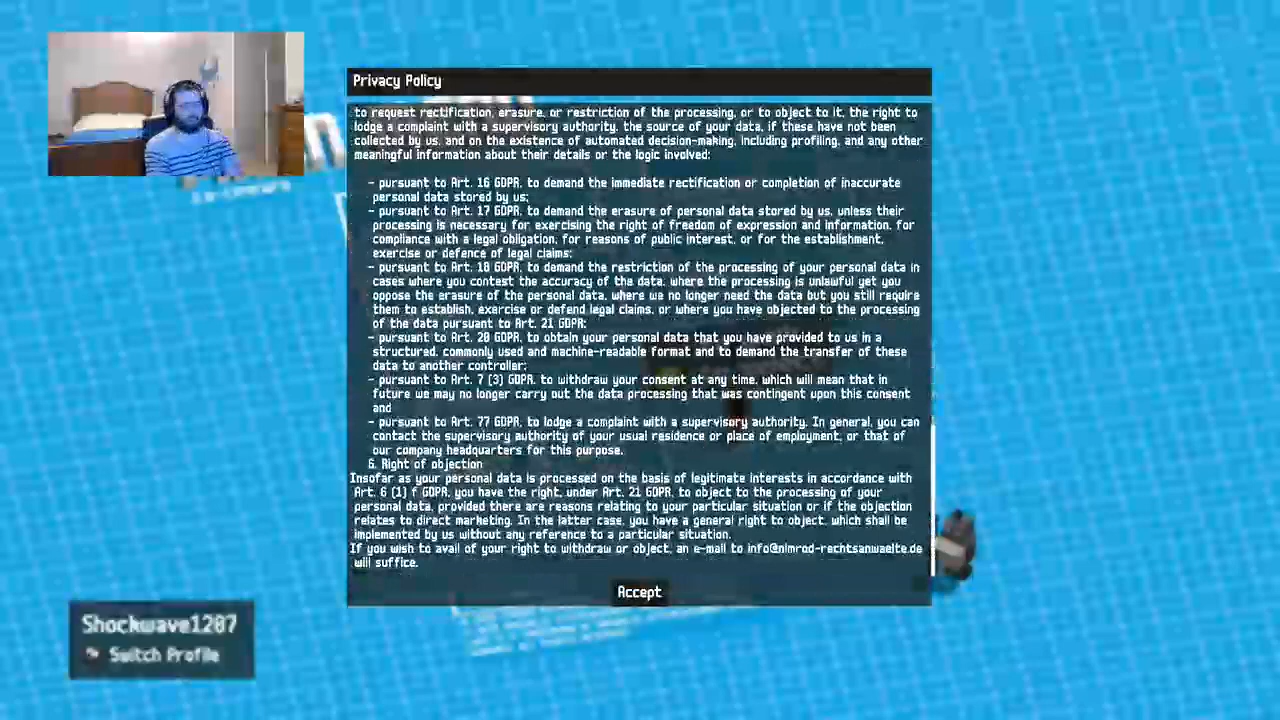 Privacy Policy
to request rectification, erasure, or restriction of the processing, or to object to it, the right to
lodge a complaint with a supervisory authority, the source of your data, if these have not been
collected by us, and on the existence of automated decision-making, including profiling, and any other
meaningful information about their details or the logic involved;
- pursuant to Art. 16 GDPR, to demand the immediate rectification or completion of inaccurate
personal data stored by us;
- pursuant to Art. 17 GDPR, to demand the erasure of personal data stored by us, unless their
processing is necessary for exercising the right of freedom of expression and information, for
compliance with a legal obligation, for reasons of public interest, or for the establishment,
exercise or defence of legal claims;
- pursuant to Art. 18 GDPR, to demand the restriction of the processing of your personal data in
cases where you contest the accuracy of the data, where the processing is unlawful yet you
oppose the erasure of the personal data, where we no longer need the data but you still require
them to establish, exercise or defend legal claims, or where you have objected to the processing
of the data pursuant to Art. 21 GDPR;
- pursuant to Art. 20 GDPR, to obtain your personal data that you have provided to us in a
structured, commonly used and machine-readable format and to demand the transfer of these
data to another controller;
- pursuant to Art. 7 (3) GDPR, to withdraw your consent at any time, which will mean that in
future we may no longer carry out the data processing that was contingent upon this consent
and
- pursuant to Art. 77 GDPR, to lodge a complaint with a supervisory authority. In general, you can
contact the supervisory authority of your usual residence or place of employment, or that of
our company headquarters for this purpose.
6. Right of objection
Insofar as your personal data is processed on the basis of legitimate interests in accordance with
Art. 6 (1) f GDPR, you have the right, under Art. 21 GDPR, to object to the processing of your
personal data, provided there are reasons relating to your particular situation or if the objection
relates to direct marketing. In the latter case, you have a general right to object, which shall be
implemented by us without any reference to a particular situation.
If you wish to avail of your right to withdraw or object, an e-mail to info@nimrod-rechtsanwaelte.de
will suffice.
Accept
Shockwave1207
Switch Profile